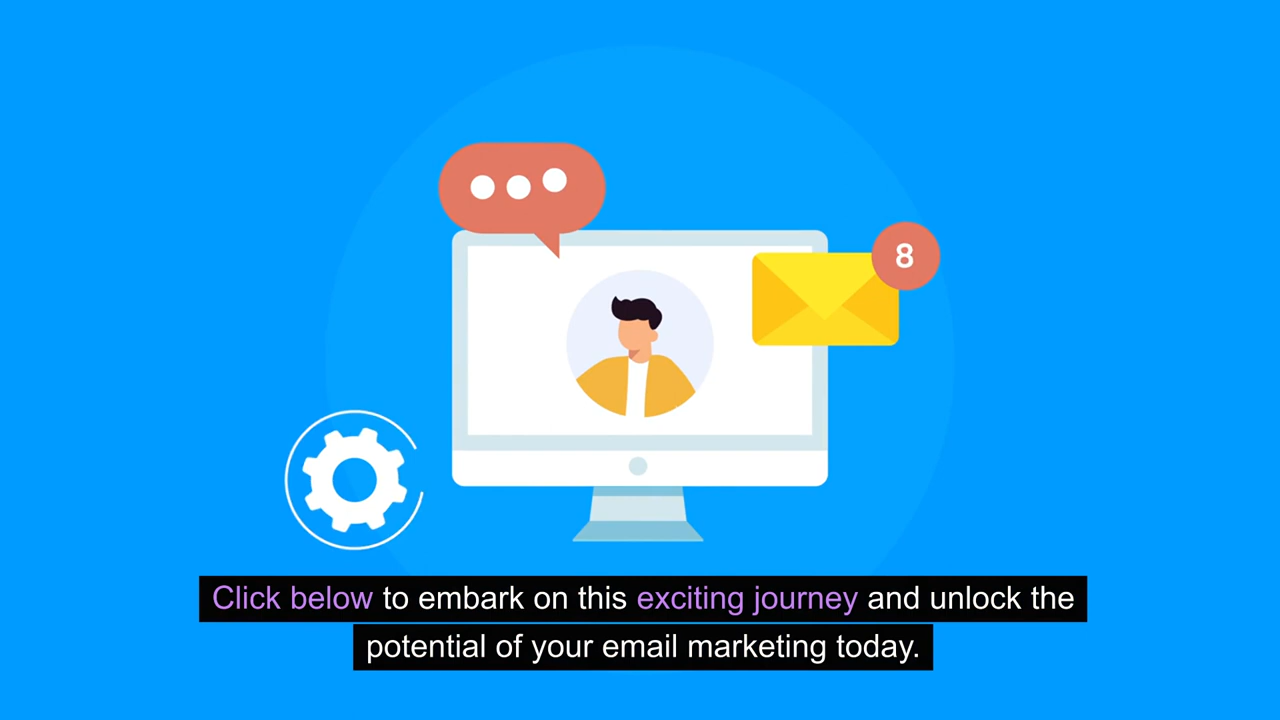 8
Click below to embark on this exciting journey and unlock the
potential of your email marketing today.